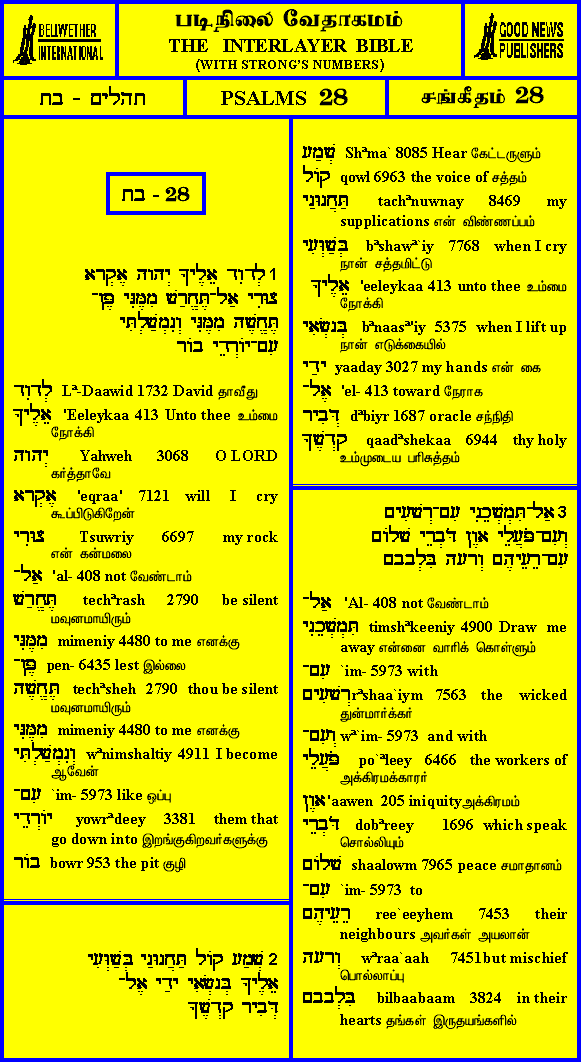 BELLWETHER
INTERNATIONAL
படிநிலை வேதாகமம்
THE INTERLAYER BIBLE
(WITH STRONG'S NUMBERS)
GOOD NEWS
PUBLISHERS
תהלים - בת
PSALMS 28
சங்கீதம் 28
28 - בת
1 לְדָוִד אֵלֶיךָ יְהוָה אֶקְרָא
צוּרִי אַל־תֶּחֱרַשׁ מִמֶּנִּי פֶּן־
תֶּחֱשֶׁה מִמֶּנִּי וְנִמְשַׁלְתִּי
עִם־יוֹרְדֵי בוֹר
לְדָוִד Lª-Daawid 1732 David தாவீது
אֵלֶיךָ 'Eeleykaa 413 Unto thee உம்மை
நோக்கி
יְהוָה Yahweh 3068 O LORD
கர்த்தாவே
אֶקְרָא 'eqraa' 7121 will I cry
கூப்பிடுகிறேன்
צוּרִי Tsuwriy 6697 my rock
என் கன்மலை
אַל־ 'al- 408 not வேண்டாம்
תֶּחֱרַשׁ techªrash 2790 be silent
மவுனமாயிரும்
מִמֶּנִּי mimeniy 4480 to me எனக்கு
פֶּן־ pen- 6435 lest இல்லை
תֶּחֱשֶׁה techªsheh 2790 thou be silent
மவுனமாயிரும்
מִמֶּנִּי mimeniy 4480 to me எனக்கு
וְנִמְשַׁלְתִּי wªnimshaltiy 4911 I become
ஆவேன்
עִם־ `im- 5973 like ஒப்பு
יוֹרְדֵי yowrªdeey 3381 them that
go down into இறங்குகிறவர்களுக்கு
בוֹר bowr 953 the pit குழி
2 שְׁמַע קוֹל תַּחֲנוּנַי בְּשַׁוְּעִי
אֵלֶיךָ בְּנָשְׂאִי יָדַי אֶל־
דְּבִיר קָדְשֶׁךָ
שְׁמַע Shªma` 8085 Hear கேட்டருளும்
קוֹל qowl 6963 the voice of சத்தம்
תַּחֲנוּנַי tachªnuwnay 8469 my
supplications என் விண்ணப்பம்
בְּשַׁוְּעִי bªshaw`iy 7768 when I cry
நான் சத்தமிட்டு
אֵלֶיךָ 'eeleykaa 413 unto thee உம்மை
நோக்கி
בְּנָשְׂאִי bªnaasª'iy 5375 when I lift up
நான் எடுக்கையில்
יָדַי yaaday 3027 my hands என் கை
אֶל־ 'el- 413 toward நேராக
דְּבִיר dªbiyr 1687 oracle சந்நிதி
קָדְשֶׁךָ qaadªshekaa 6944 thy holy
உம்முடைய பரிசுத்தம்
3 אַל־תִּמְשְׁכֵנִי עִם־רְשָׁעִים
וְעִם־פֹּעֲלֵי אָוֶן דֹּבְרֵי שָׁלוֹם
עִם־רֵעֵיהֶם וְרָעָה בִּלְבָבָם
אַל־ 'Al- 408 not வேண்டாம்
תִּמְשְׁכֵנִי timshªkeeniy 4900 Draw me
away என்னை வாரிக் கொள்ளும்
עִם־ `im- 5973 with
רְשָׁעִים rªshaa`iym 7563 the wicked
துன்மார்க்கர்
וְעִם־ wª`im- 5973 and with
פֹּעֲלֵי po`ªleey 6466 the workers of
அக்கிரமக்காரர்
אָוֶן 'aawen 205 iniquityஅக்கிரமம்
דֹּבְרֵי dobªreey 1696 which speak
சொல்லியும்
שָׁלוֹם shaalowm 7965 peace சமாதானம்
עִם־ `im- 5973 to
רֵעֵיהֶם ree`eeyhem 7453 their
neighbours அவர்கள் அயலான்
וְרָעָה wªraa`aah 7451but mischief
பொல்லாப்பு
בִּלְבָבָם bilbaabaam 3824 in their
hearts தங்கள் இருதயங்களில்